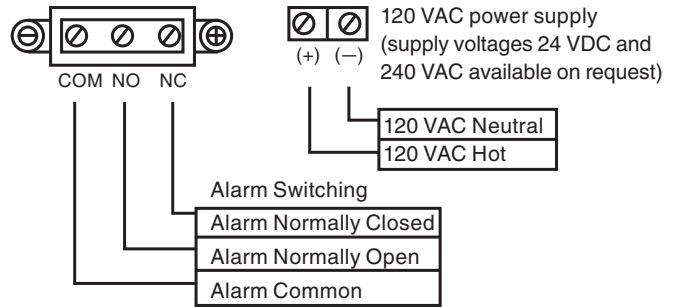 COM NO NC
(+) (—)
120 VAC power supply
(supply voltages 24 VDC and
240 VAC available on request)
120 VAC Neutral
120 VAC Hot
Alarm Switching
Alarm Normally Closed
Alarm Normally Open
Alarm Common